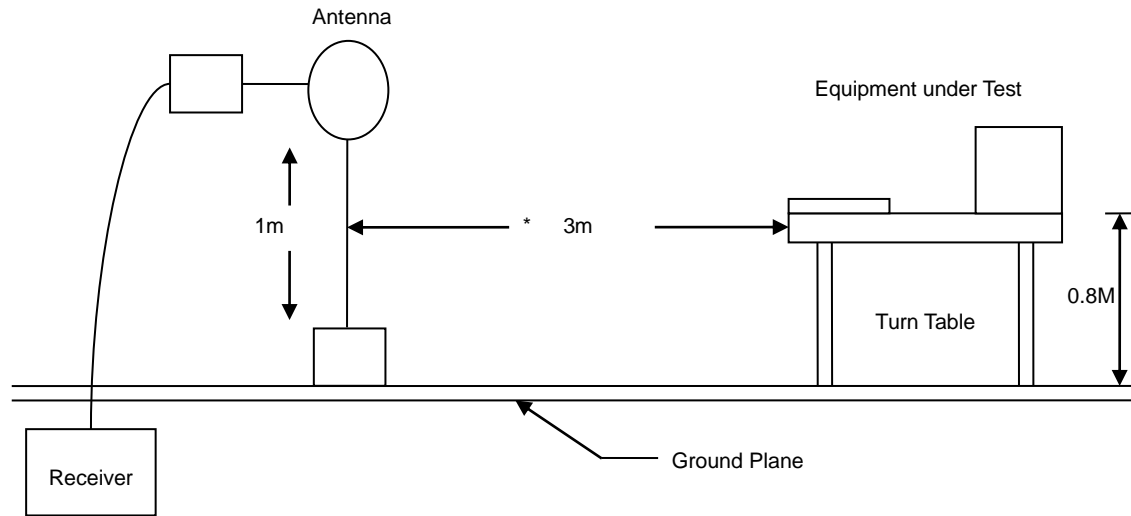 Antenna
Equipment under Test
1m
* 3m
0.8M
Turn Table
Ground Plane
Receiver